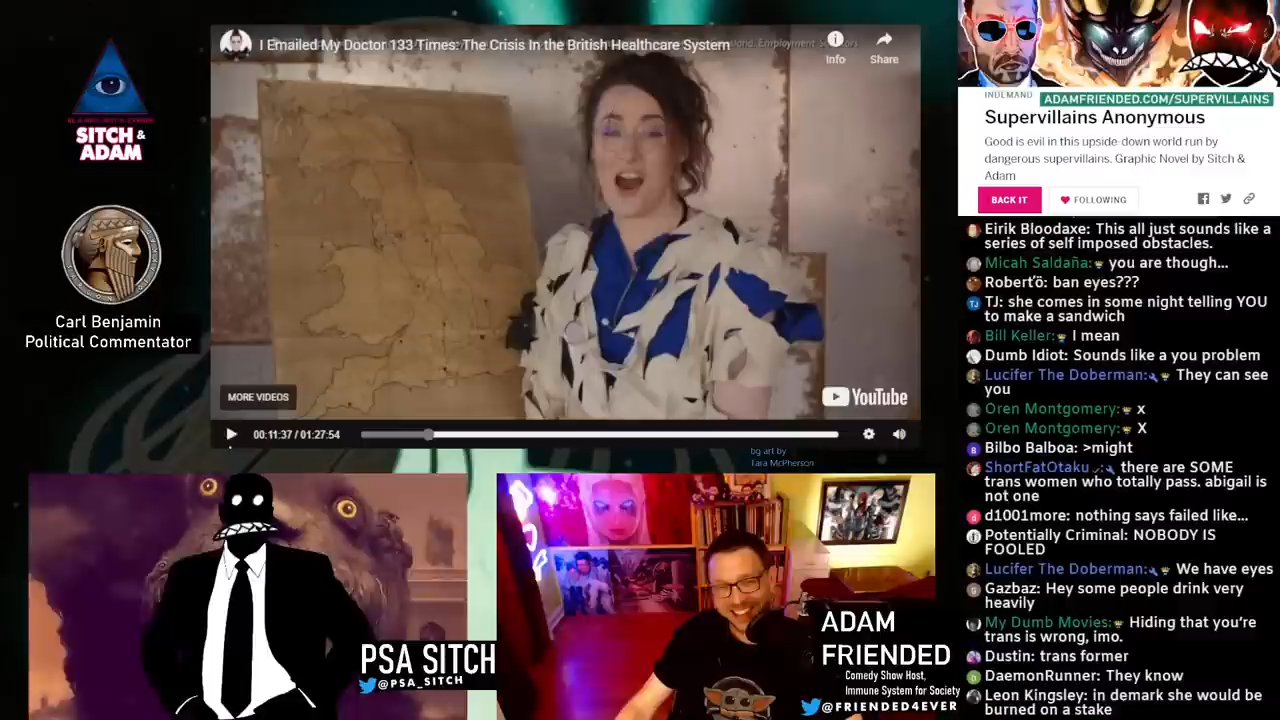 I Emailed My Doctor 133 Times: The Crisis In the British Healthcare System
Info
Share
MORE VIDEOS
YouTube
00:11:37 / 01:27:54
bg art by
Tara McPherson
SITCH &
ADAM
Carl Benjamin
Political Commentator
PSA SITCH
@PSA_SITCH
ADAM
FRIENDED
Comedy Show Host,
Immune System for Society
@FRIENDED4EVER
INDEMAND
ADAMFRIENDED.COM/SUPERVILLAINS
Supervillains Anonymous
Good is evil in this upside-down world run by
dangerous supervillains. Graphic Novel by Sitch &
Adam
BACK IT
FOLLOWING
Eirik Bloodaxe: This all just sounds like a
series of self imposed obstacles.
Micah Saldaña: you are though...
Robert'ö: ban eyes???
TJ: she comes in some night telling YOU
to make a sandwich
Bill Keller: I mean
Dumb Idiot: Sounds like a you problem
Lucifer The Doberman: They can see
you
Oren Montgomery: x
Oren Montgomery: X
Bilbo Balboa: >might
ShortFatOtaku: there are SOME
trans women who totally pass. abigail is
not one
d1001more: nothing says failed like...
Potentially Criminal: NOBODY IS
FOOLED
Lucifer The Doberman: We have eyes
Gazbaz: Hey some people drink very
heavily
My Dumb Movies: Hiding that you're
trans is wrong, imo.
Dustin: trans former
DaemonRunner: They know
Leon Kingsley: in demark she would be
burned on a stake